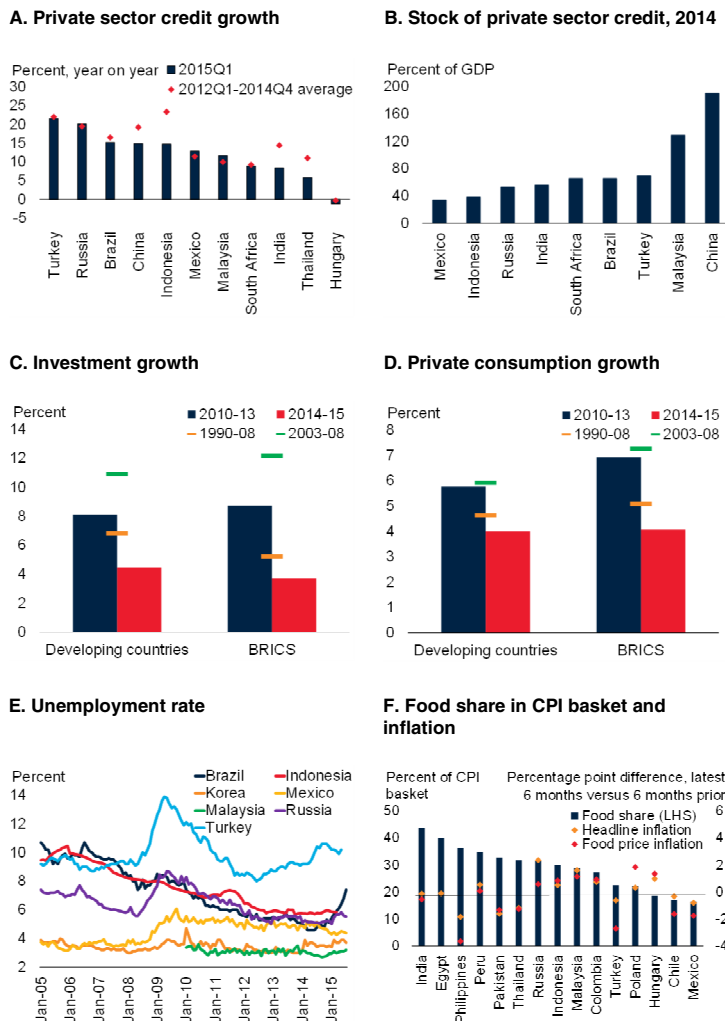 A. Private sector credit growth
Percent, year on year
2015Q1
2012Q1-2014Q4 average
30
25
20
15
10
5
0
-5
Turkey
Russia
Brazil
China
Indonesia
Mexico
Malaysia
South Africa
India
Thailand
Hungary
B. Stock of private sector credit, 2014
Percent of GDP
200
160
120
80
40
0
Mexico
Indonesia
Russia
India
South Africa
Brazil
Turkey
Malaysia
China
C. Investment growth
Percent
2010-13
2014-15
1990-08
2003-08
14
12
10
8
6
4
2
0
Developing countries
BRICS
D. Private consumption growth
Percent
2010-13
2014-15
1990-08
2003-08
8
7
6
5
4
3
2
1
0
Developing countries
BRICS
E. Unemployment rate
Percent
Brazil
Indonesia
Korea
Mexico
Malaysia
Russia
Turkey
14
12
10
8
6
4
2
Jan-05
Jan-06
Jan-07
Jan-08
Jan-09
Jan-10
Jan-11
Jan-12
Jan-13
Jan-14
Jan-15
F. Food share in CPI basket and
inflation
Percent of CPI
basket
Percentage point difference, latest
6 months versus 6 months prior
Food share (LHS)
Headline inflation
Food price inflation
50
40
30
20
10
0
6
4
2
0
-2
-4
India
Egypt
Philippines
Peru
Pakistan
Thailand
Russia
Indonesia
Malaysia
Colombia
Turkey
Poland
Hungary
Chile
Mexico